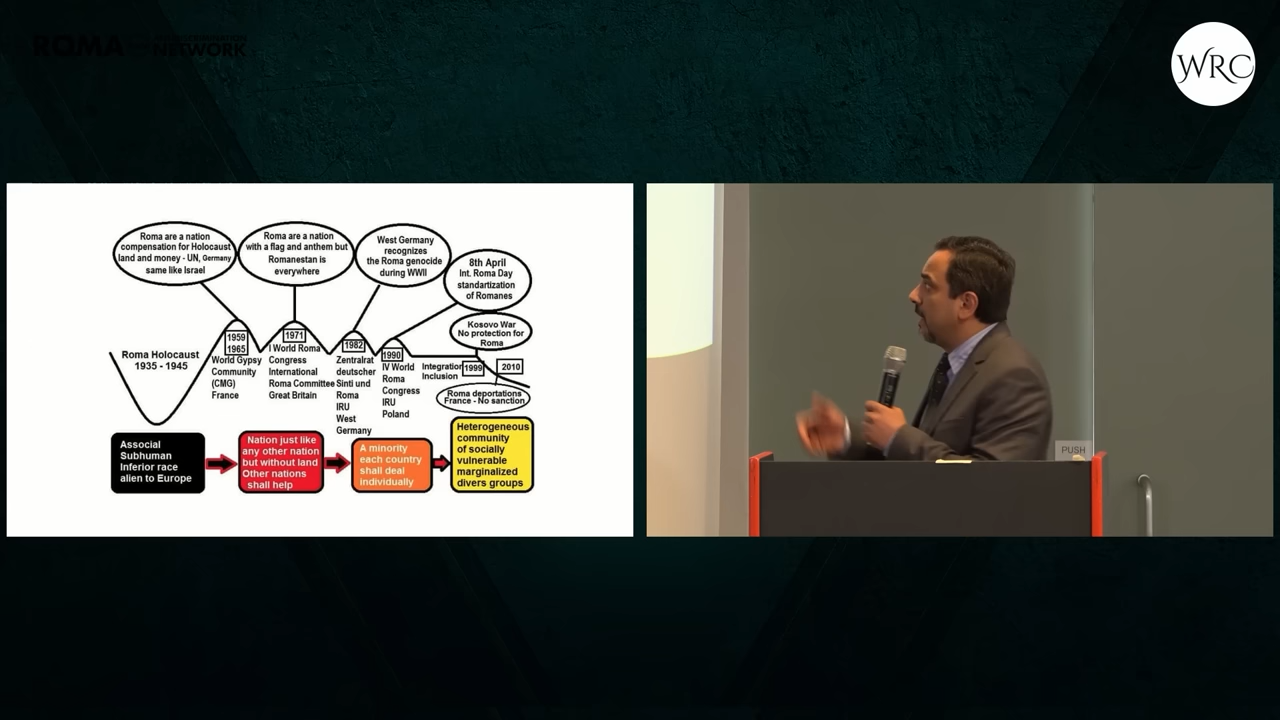 ROMA
NETWORK
WRC
Roma are a nation
compensation for Holocaust
land and money - UN, Germany
same like Israel
Roma are a nation
with a flag and anthem but
Romanestan is
everywhere
West Germany
recognizes
the Roma genocide
during WWII
8th April
Int. Roma Day
standartization
of Romanes
Kosovo War
No protection for
Roma
Roma Holocaust
1935 - 1945
1959
1965
World Gypsy
Community
(CMG)
France
1971
I World Roma
Congress
International
Roma Committee
Great Britain
1982
Zentralrat
deutscher
Sinti und
Roma
IRU
West
Germany
1990
IV World
Roma
Congress
IRU
Poland
Integration
Inclusion
1999
2010
Roma deportations
France - No sanction
Associal
Subhuman
Inferior race
alien to Europe
Nation just like
any other nation
but without land
Other nations
shall help
A minority
each country
shall deal
individually
Heterogeneous
community
of socially
vulnerable
marginalized
divers groups
PUSH